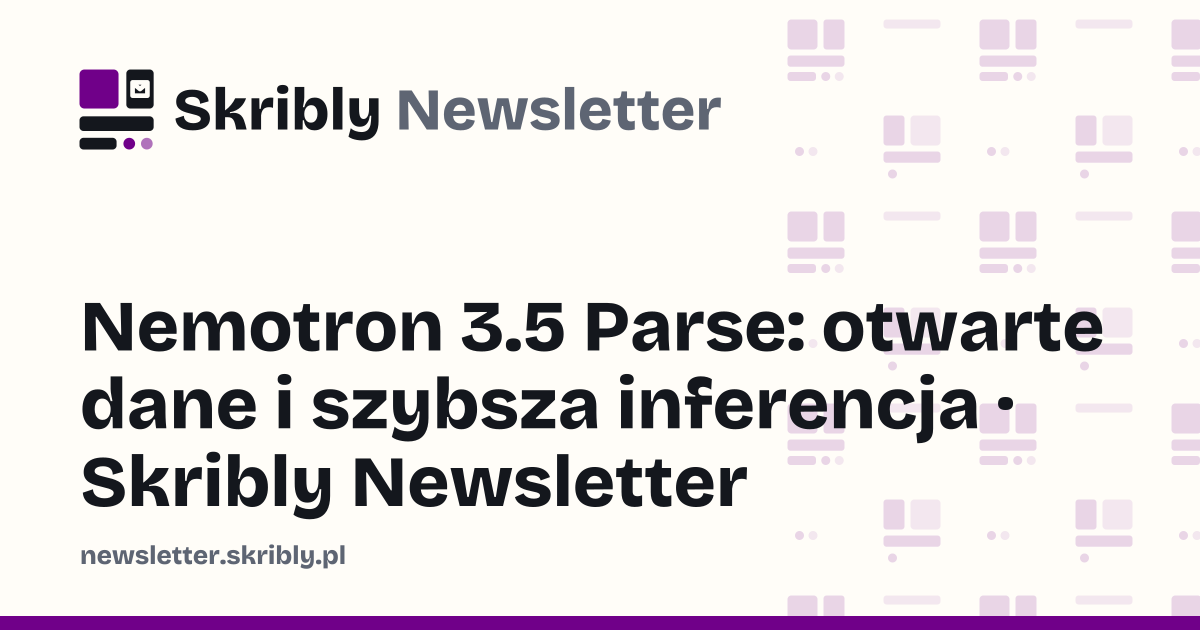 Skribly Newsletter
Nemotron 3.5 Parse: otwarte
dane i szybsza inferencja •
Skribly Newsletter
newsletter.skribly.pl